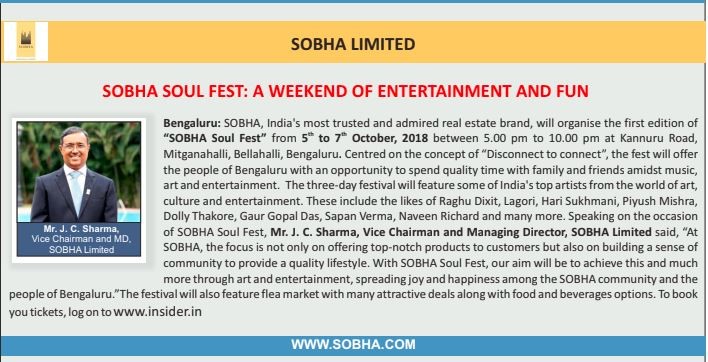 SOBHA
SOBHA LIMITED
SOBHA SOUL FEST: A WEEKEND OF ENTERTAINMENT AND FUN
Mr. J. C. Sharma,
Vice Chairman and MD,
SOBHA Limited
Bengaluru: SOBHA, India's most trusted and admired real estate brand, will organise the first edition of
“SOBHA Soul Fest” from 5th to 7th October, 2018 between 5.00 pm to 10.00 pm at Kannuru Road,
Mitganahalli, Bellahalli, Bengaluru. Centred on the concept of “Disconnect to connect”, the fest will offer
the people of Bengaluru with an opportunity to spend quality time with family and friends amidst music,
art and entertainment. The three-day festival will feature some of India's top artists from the world of art,
culture and entertainment. These include the likes of Raghu Dixit, Lagori, Hari Sukhmani, Piyush Mishra,
Dolly Thakore, Gaur Gopal Das, Sapan Verma, Naveen Richard and many more. Speaking on the occasion
of SOBHA Soul Fest, Mr. J. C. Sharma, Vice Chairman and Managing Director, SOBHA Limited said, “At
SOBHA, the focus is not only on offering top-notch products to customers but also on building a sense of
community to provide a quality lifestyle. With SOBHA Soul Fest, our aim will be to achieve this and much
more through art and entertainment, spreading joy and happiness among the SOBHA community and the
people of Bengaluru.”The festival will also feature flea market with many attractive deals along with food and beverages options. To book
you tickets, log on to www.insider.in
WWW.SOBHA.COM